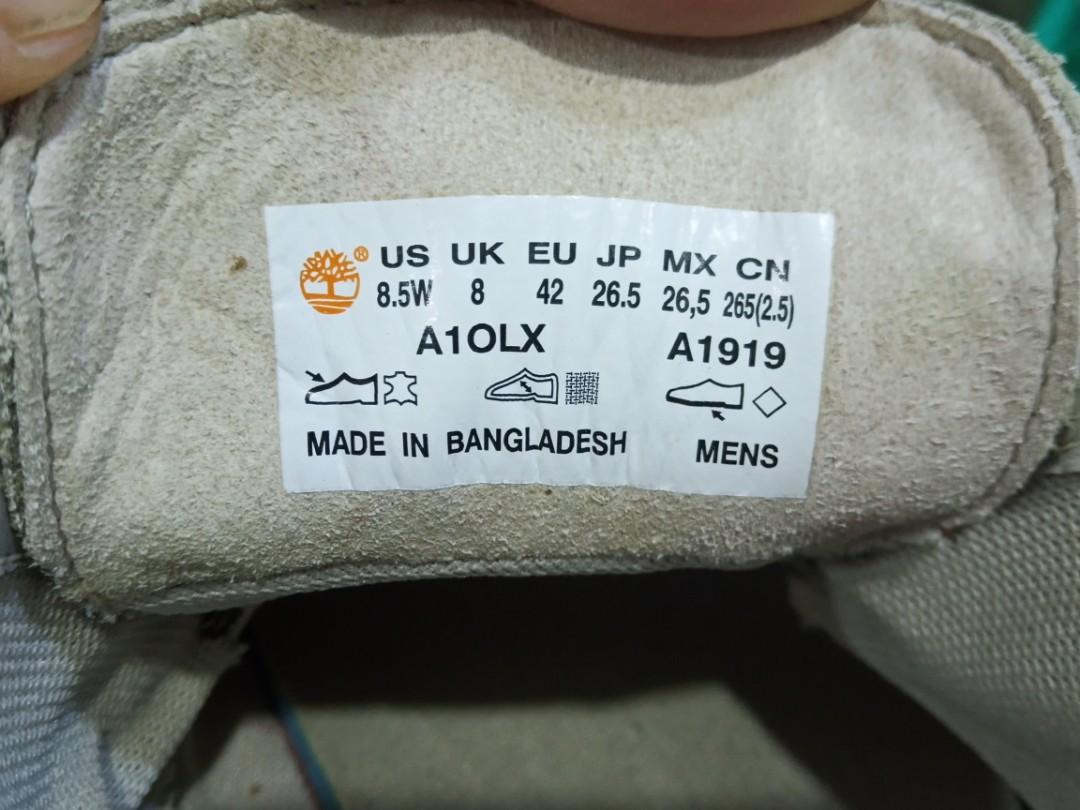 ® US UK EU JP MX CN
8.5W 8 42 26.5 26,5 265(2.5)
A1OLX A1919
MADE IN BANGLADESH MENS